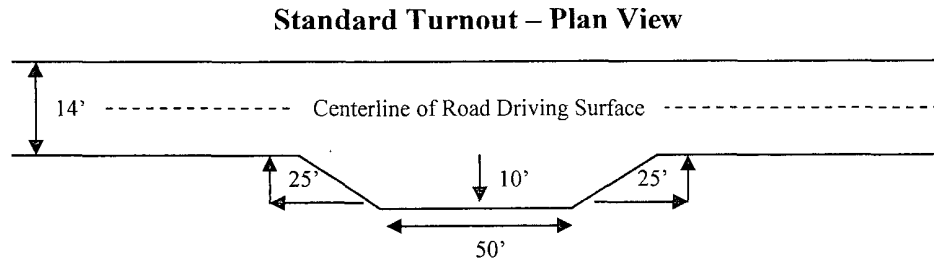 Standard Turnout – Plan View
14’
Centerline of Road Driving Surface
25’
10’
25’
50’